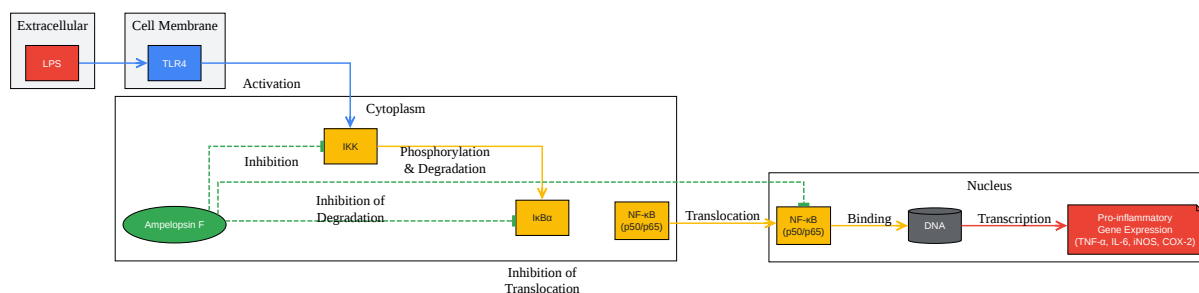 Extracellular
LPS
Cell Membrane
TLR4
Activation
Cytoplasm
IKK
Inhibition
Phosphorylation
& Degradation
Ampelopsin F
Inhibition of
Degradation
IκBα
NF-κB
(p50/p65)
Translocation
Inhibition of
Translocation
Nucleus
NF-κB
(p50/p65)
Binding
DNA
Transcription
Pro-inflammatory
Gene Expression
(TNF-α, IL-6, iNOS, COX-2)